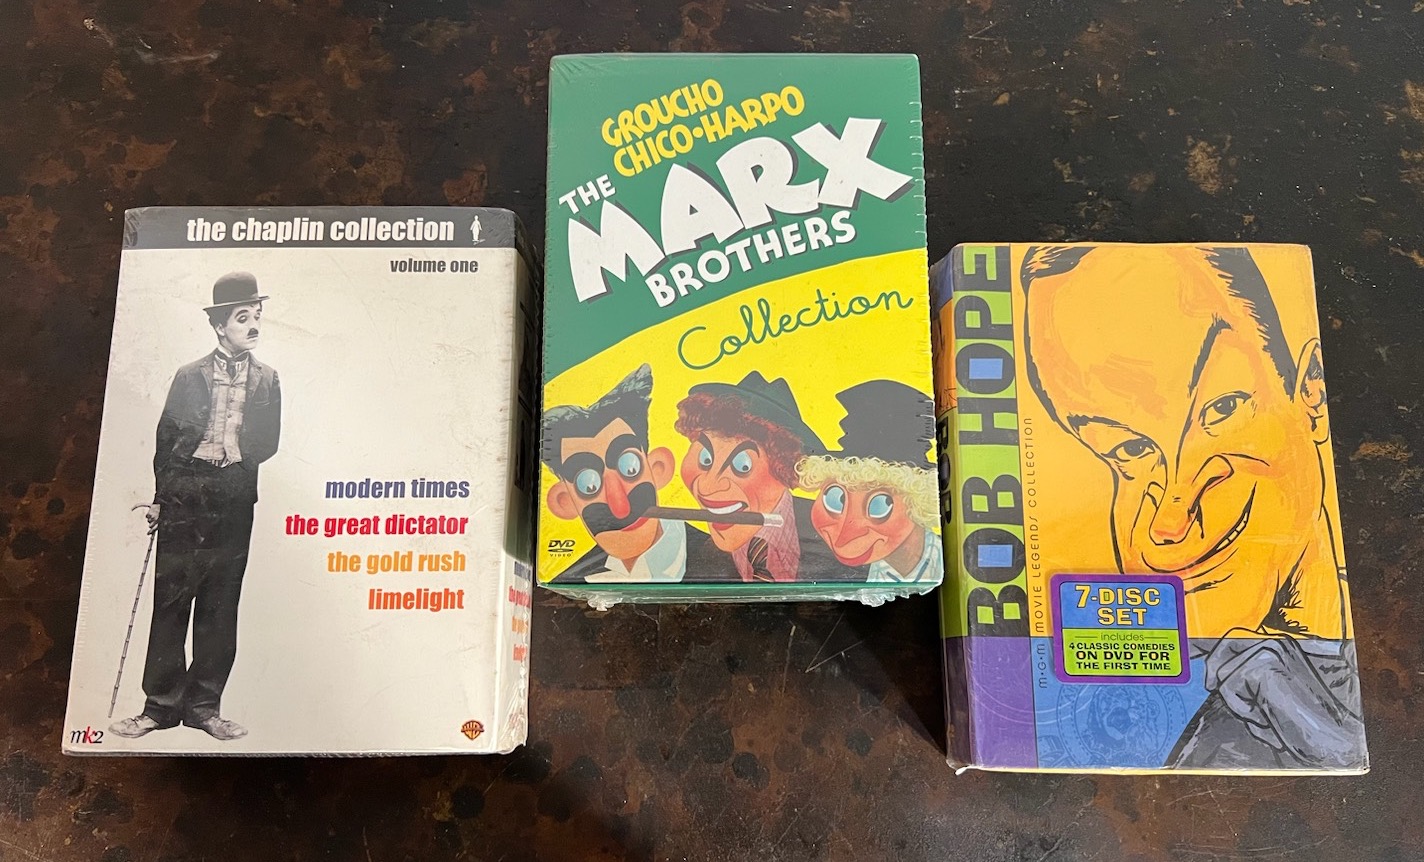 the chaplin collection
volume one
modern times
the great dictator
the gold rush
limelight
mk2
GROUCHO
CHICO•HARPO
THE
MARX
BROTHERS
Collection
DVD
VIDEO
BOB HOPE
M·G·M MOVIE LEGENDS COLLECTION
7-DISC
SET
includes
4 CLASSIC COMEDIES
ON DVD FOR
THE FIRST TIME